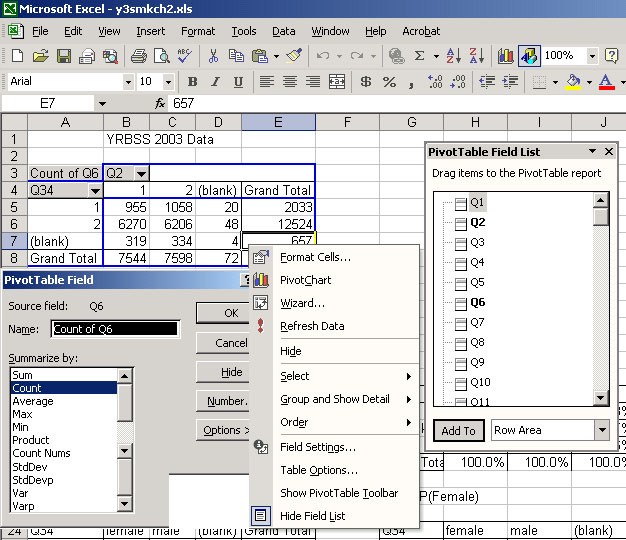 Microsoft Excel - y3smkch2.xls
File Edit View Insert Format Tools Data Window Help Acrobat
Σ 100%
Arial 10 B I U $ % ,
E7 fx 657
A B C D E F G H I J
1 YRBSS 2003 Data
2
3 Count of Q6 Q2
4 Q34 1 2 (blank) Grand Total
5 1 955 1058 20 2033
6 2 6270 6206 48 12524
7 (blank) 319 334 4 657
8 Grand Total 7544 7598 72
PivotTable Field
Source field: Q6
Name: Count of Q6
Summarize by:
Sum
Count
Average
Max
Min
Product
Count Nums
StdDev
StdDevp
Var
Varp
OK
Cancel
Hide
Number...
Options >
Format Cells...
PivotChart
Wizard...
Refresh Data
Hide
Select
Group and Show Detail
Order
Field Settings...
Table Options...
Show PivotTable Toolbar
Hide Field List
PivotTable Field List
Drag items to the PivotTable report
Q1
Q2
Q3
Q4
Q5
Q6
Q7
Q8
Q9
Q10
Q11
Add To Row Area
Tota 100.0% 100.0% 100.0%
P(Female)
24 Q34 female male (blank) Grand Total Q34 female male (blank)